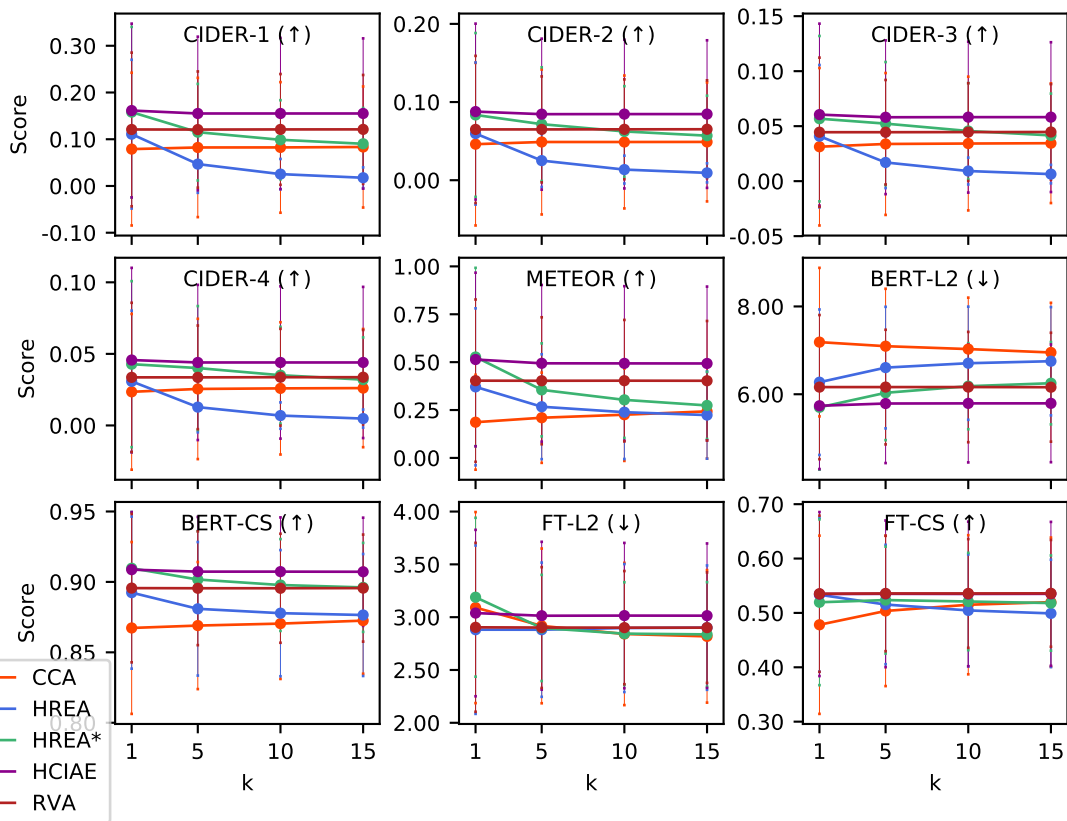 CIDER-1 (↑)
CIDER-2 (↑)
CIDER-3 (↑)
Score
0.30
0.20
0.10
0.00
-0.10
0.20
0.10
0.00
0.15
0.10
0.05
0.00
-0.05
CIDER-4 (↑)
METEOR (↑)
BERT-L2 (↓)
Score
0.10
0.05
0.00
1.00
0.75
0.50
0.25
0.00
8.00
6.00
BERT-CS (↑)
FT-L2 (↓)
FT-CS (↑)
Score
0.95
0.90
0.85
0.80
4.00
3.50
3.00
2.50
2.00
0.70
0.60
0.50
0.40
0.30
1 5 10 15
1 5 10 15
1 5 10 15
k
k
k
CCA
HREA
HREA*
HCIAE
RVA